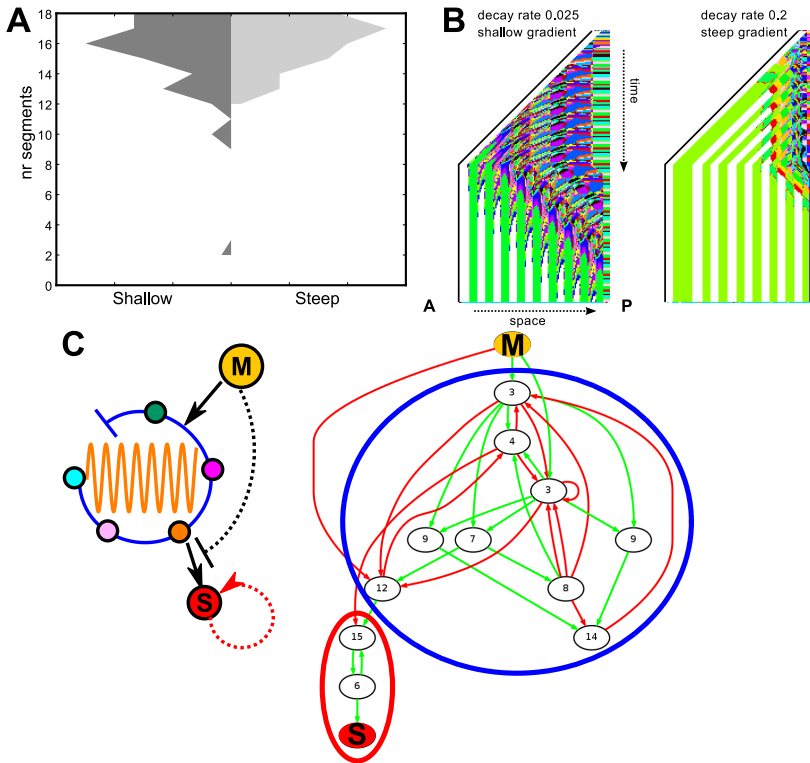 A
18
16
14
12
10
8
6
4
2
0
nr segments
Shallow
Steep
B
decay rate 0.025
shallow gradient
decay rate 0.2
steep gradient
time
A
space
P
C
M
S
M
3
4
3
9
7
9
12
8
15
14
6
S